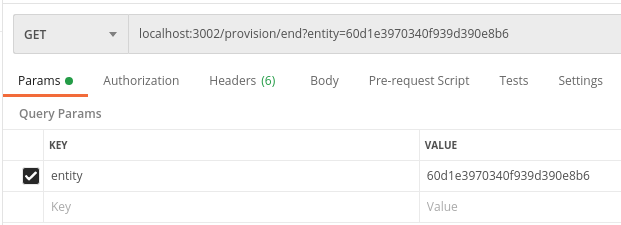 GET localhost:3002/provision/end?entity=60d1e3970340f939d390e8b6
Params Authorization Headers (6) Body Pre-request Script Tests Settings
Query Params
KEY VALUE
entity 60d1e3970340f939d390e8b6
Key Value